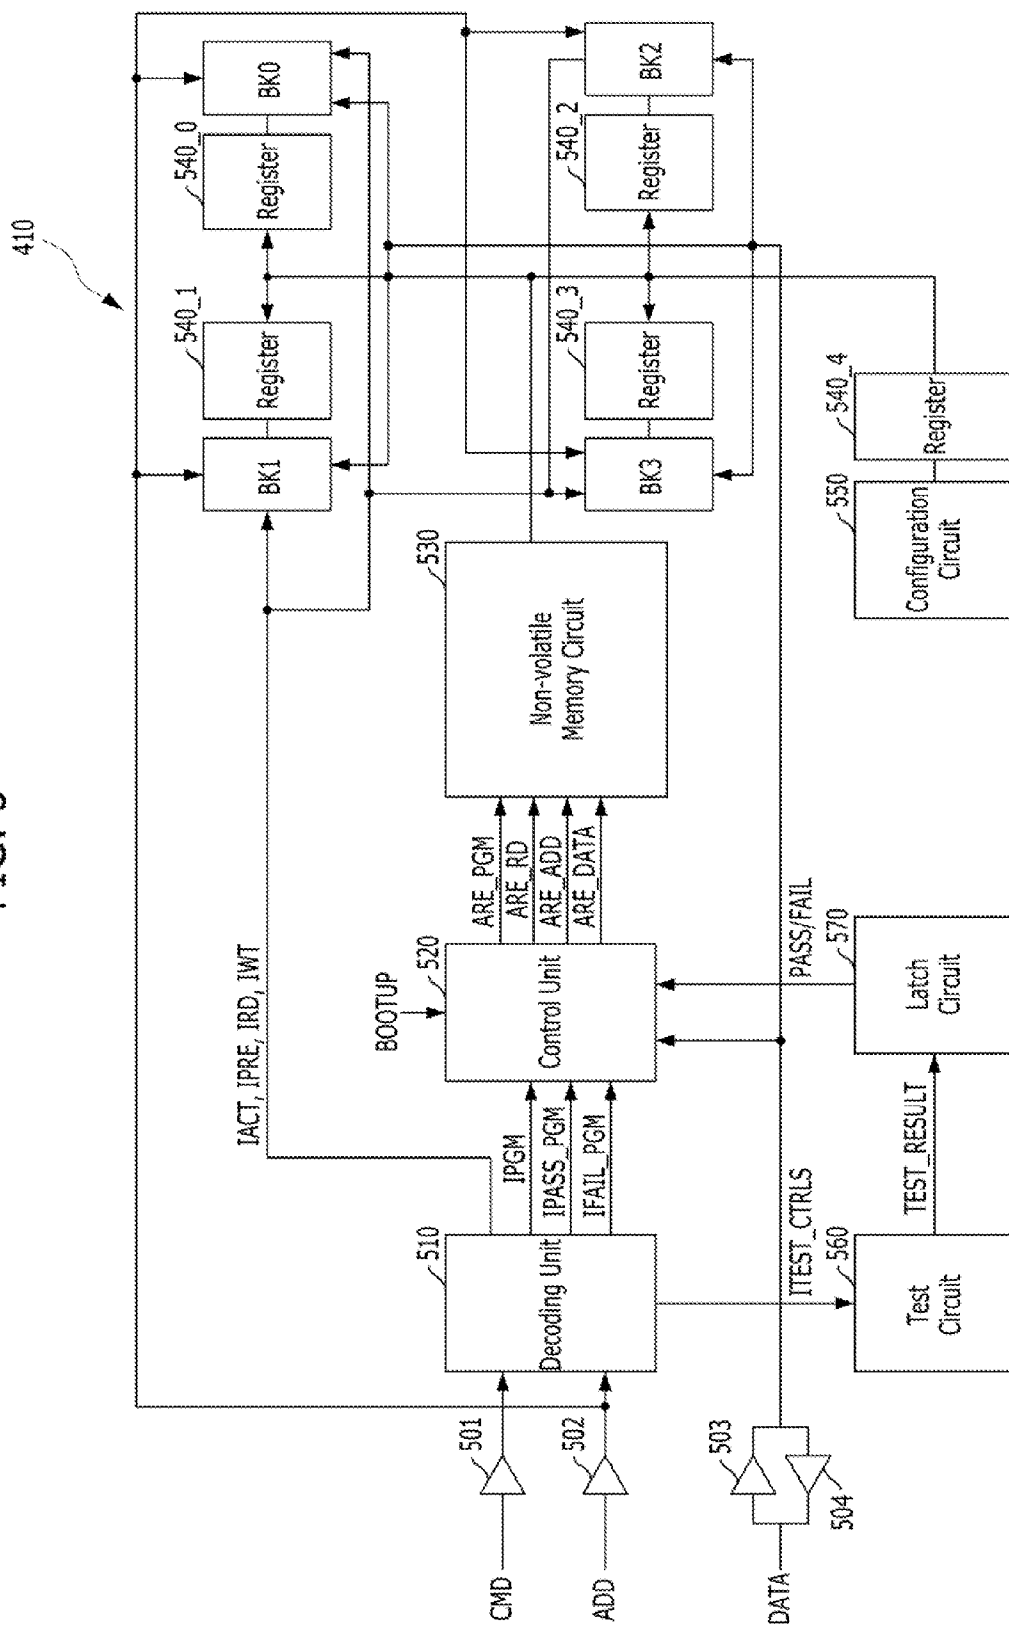 410
CMD
ADD
DATA
501
502
503
504
510
Decoding Unit
IACT, IPRE, IRD, IWT
IPGM
IPASS_PGM
IFAIL_PGM
ITEST_CTRLS
BOOTUP
520
Control Unit
ARE_PGM
ARE_RD
ARE_ADD
ARE_DATA
PASS/FAIL
530
Non-volatile
Memory Circuit
560
Test
Circuit
TEST_RESULT
570
Latch
Circuit
550
Configuration
Circuit
540_4
Register
BK1
540_1
Register
540_0
Register
BK0
BK3
540_3
Register
540_2
Register
BK2